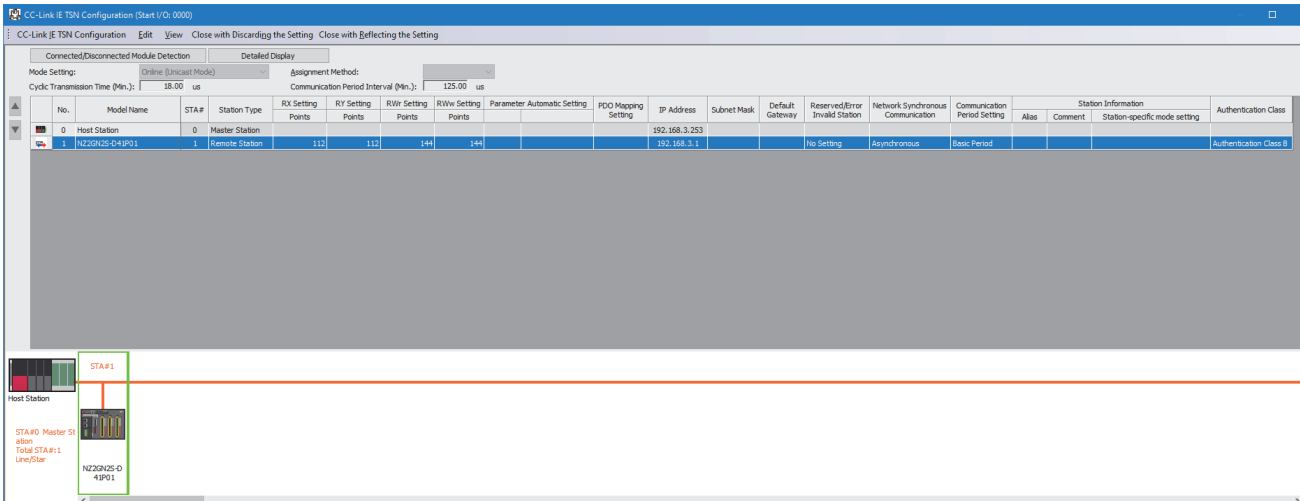 CC-Link IE TSN Configuration (Start I/O: 0000)
CC-Link IE TSN Configuration Edit View Close with Discarding the Setting Close with Reflecting the Setting
Connected/Disconnected Module Detection Detailed Display
Mode Setting: Online (Unicast Mode) Assignment Method:
Cyclic Transmission Time (Min.): 18.00 us Communication Period Interval (Min.): 125.00 us
No. Model Name STA# Station Type RX Setting RY Setting RWr Setting RWw Setting Parameter Automatic Setting PDO Mapping Setting IP Address Subnet Mask Default Gateway Reserved/Error Invalid Station Network Synchronous Communication Communication Period Setting Station Information Authentication Class
Points Points Points Points Alias Comment Station-specific mode setting
0 Host Station 0 Master Station 192.168.3.253
1 NZ2GN2S-D41P01 1 Remote Station 112 112 144 144 192.168.3.1 No Setting Asynchronous Basic Period Authentication Class B
STA#1
Host Station
STA#0 Master St
ation
Total STA#:1
Line/Star
NZ2GN2S-D
41P01